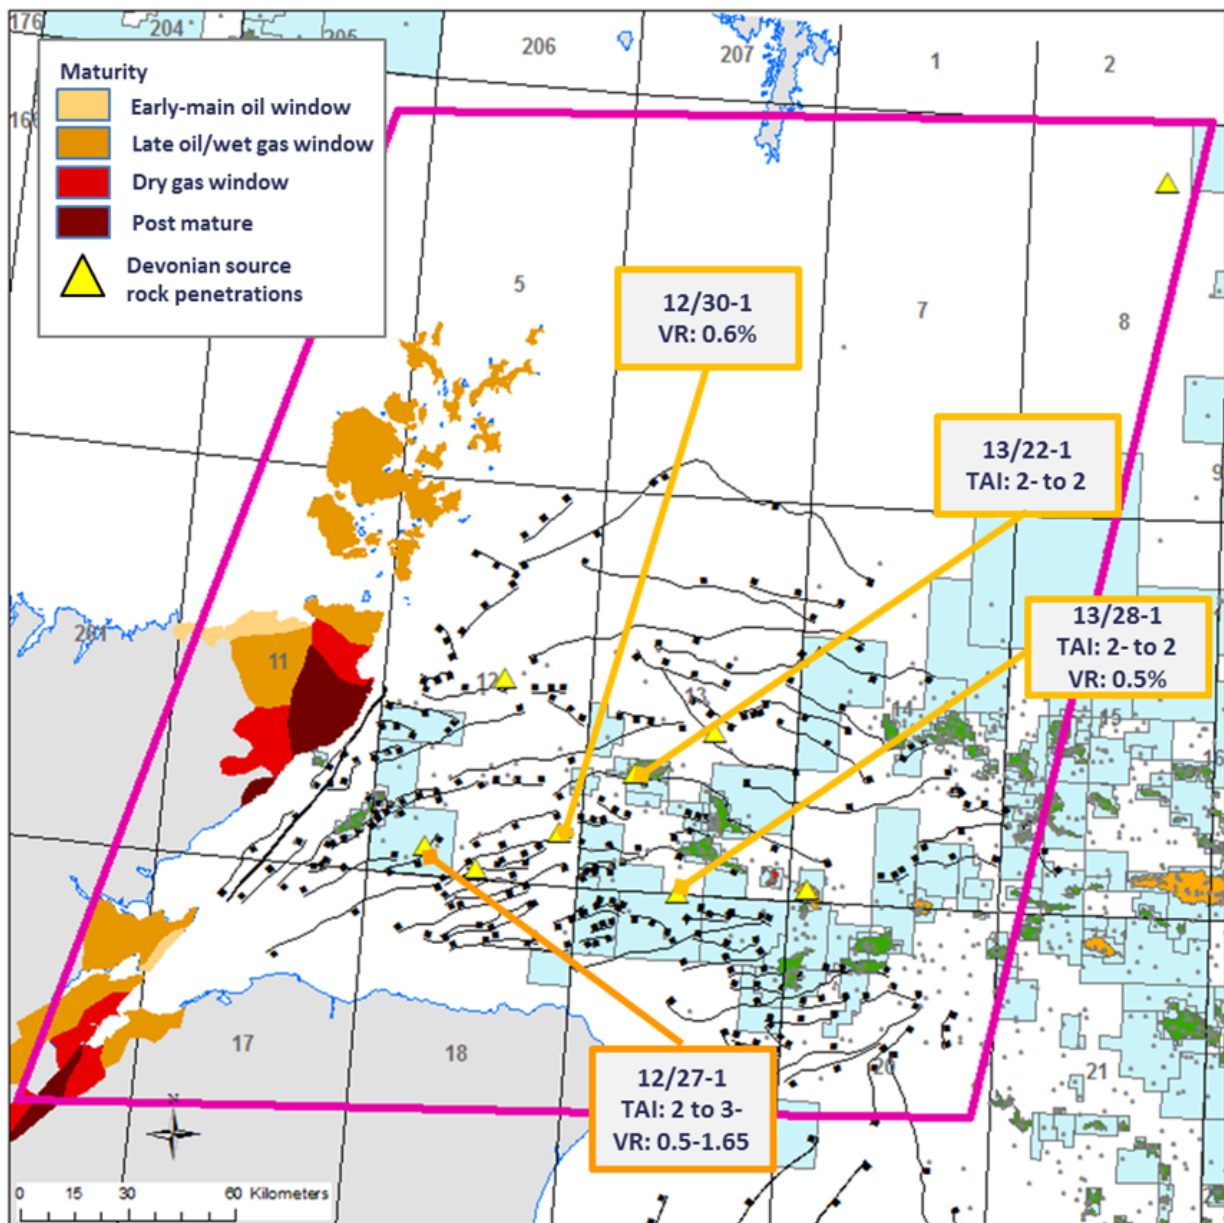 176
204
205
206
207
1
2
Maturity
Early-main oil window
Late oil/wet gas window
Dry gas window
Post mature
Devonian source
rock penetrations
5
7
8
12/30-1
VR: 0.6%
13/22-1
TAI: 2- to 2
9
13/28-1
TAI: 2- to 2
VR: 0.5%
201
11
12
13
14
15
17
18
20
21
12/27-1
TAI: 2 to 3-
VR: 0.5-1.65
N
0 15 30 60 Kilometers